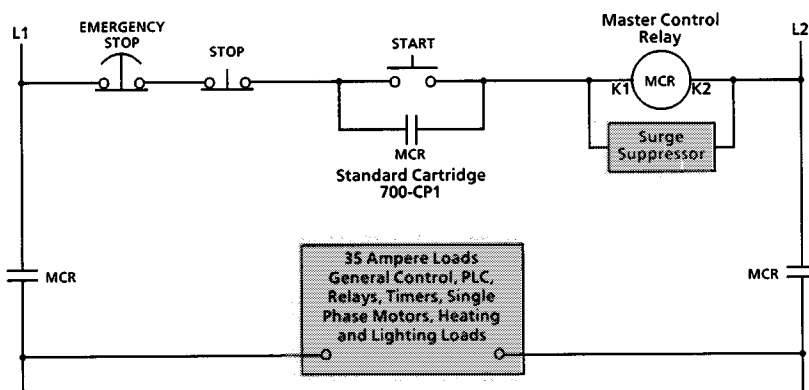 L1
EMERGENCY
STOP
STOP
START
Master Control
Relay
L2
K1
MCR
K2
MCR
Standard Cartridge
700-CP1
Surge
Suppressor
MCR
35 Ampere Loads
General Control, PLC,
Relays, Timers, Single
Phase Motors, Heating
and Lighting Loads
MCR